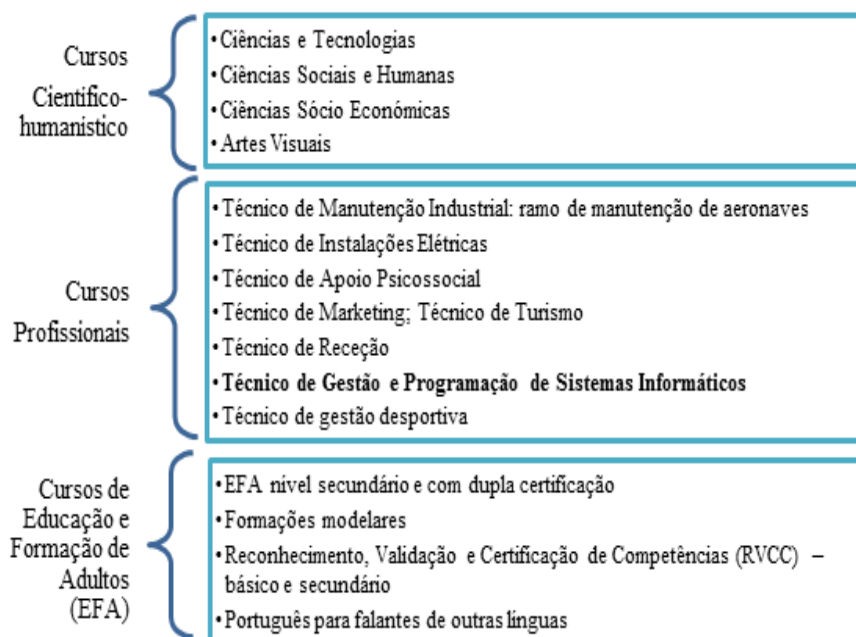 Cursos
Cientifico-
humanistico
• Ciências e Tecnologias
• Ciências Sociais e Humanas
• Ciências Sócio Económicas
• Artes Visuais
Cursos
Profissionais
• Técnico de Manutenção Industrial: ramo de manutenção de aeronaves
• Técnico de Instalações Elétricas
• Técnico de Apoio Psicossocial
• Técnico de Marketing; Técnico de Turismo
• Técnico de Receção
• Técnico de Gestão e Programação de Sistemas Informáticos
• Técnico de gestão desportiva
Cursos de
Educação e
Formação de
Adultos
(EFA)
• EFA nível secundário e com dupla certificação
• Formações modelares
• Reconhecimento, Validação e Certificação de Competências (RVCC) –
básico e secundário
• Português para falantes de outras línguas